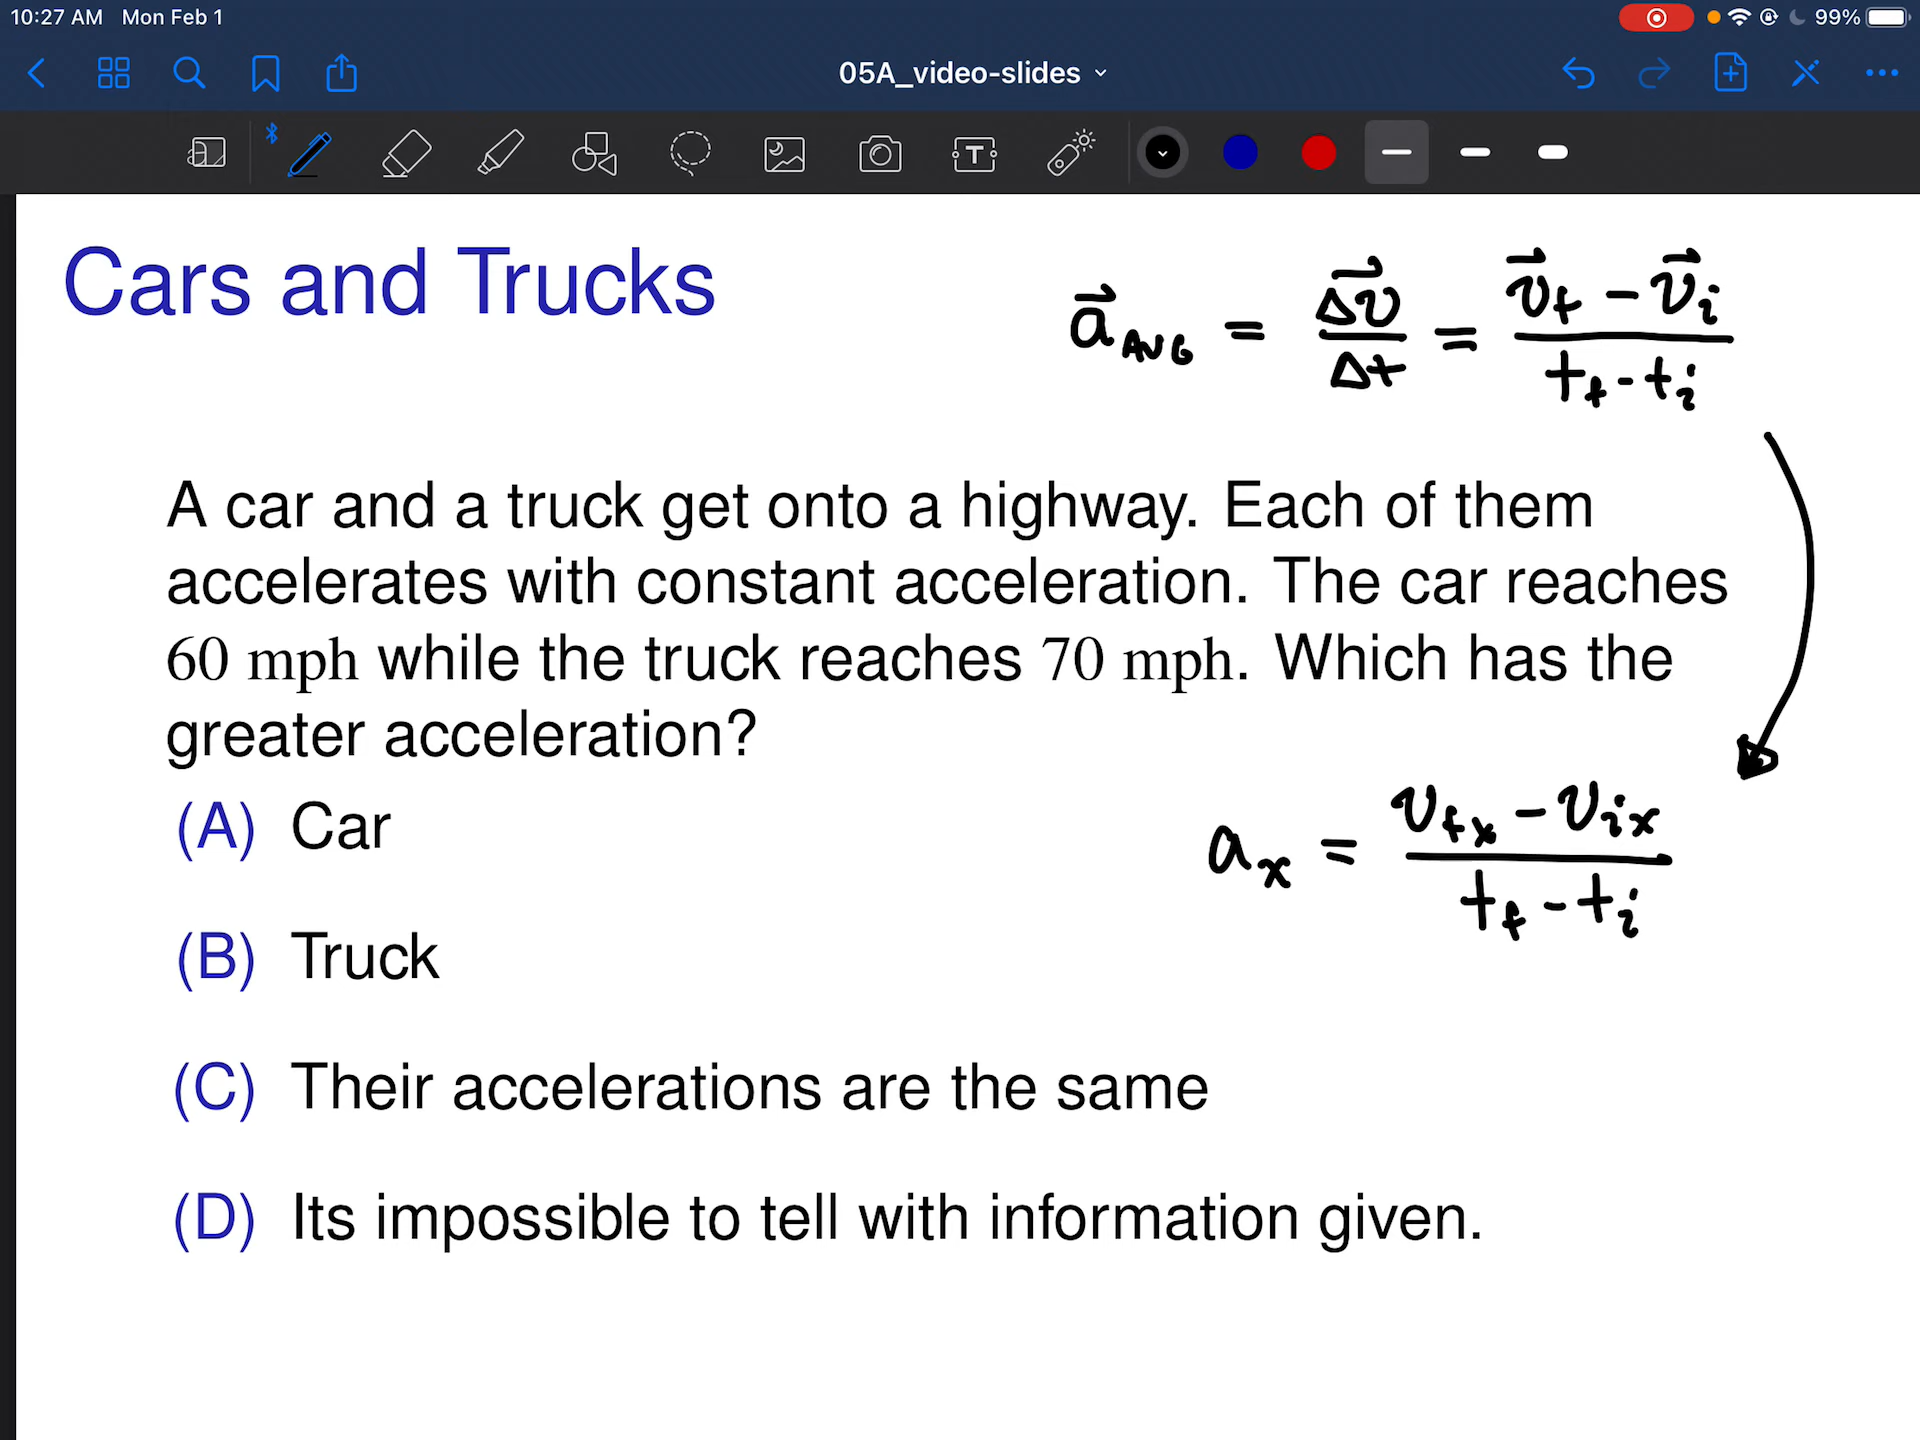 10:27 AM Mon Feb 1
99%
05A_video-slides
Cars and Trucks
a⃗ AVG = Δv⃗ / Δt = v⃗f − v⃗i / tf − ti
A car and a truck get onto a highway. Each of them
accelerates with constant acceleration. The car reaches
60 mph while the truck reaches 70 mph. Which has the
greater acceleration?
(A) Car
ax = vfx − vix / tf − ti
(B) Truck
(C) Their accelerations are the same
(D) Its impossible to tell with information given.